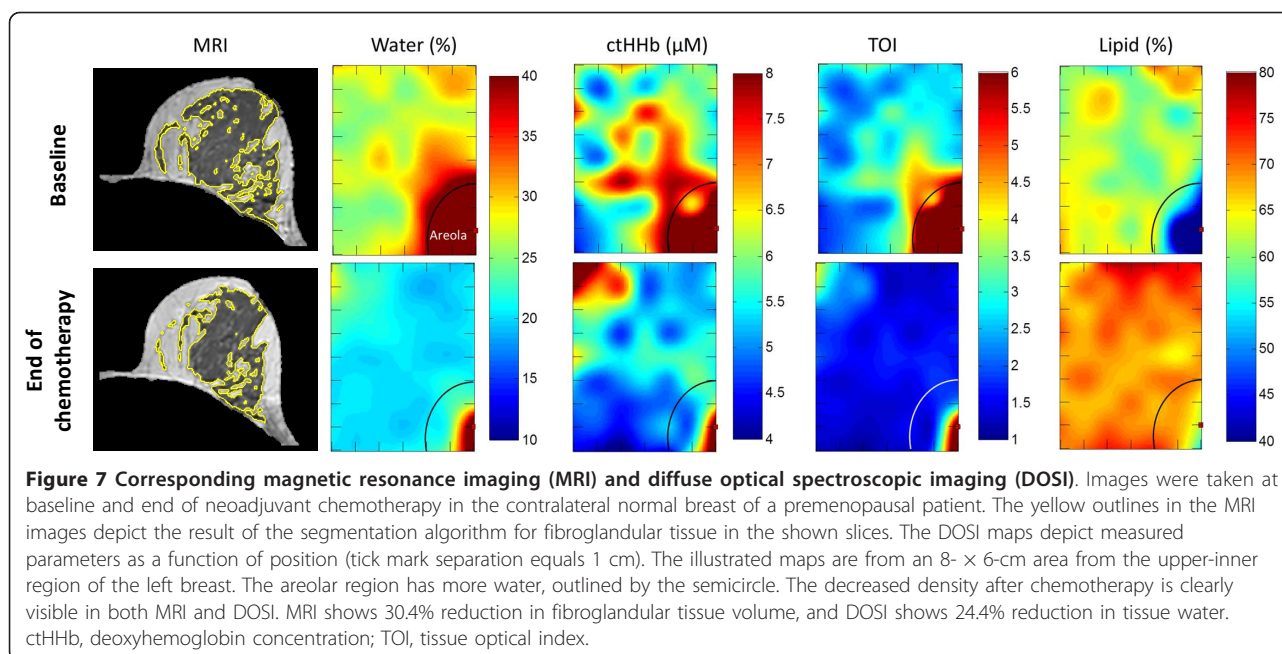 MRI
Water (%)
ctHHb (µM)
TOI
Lipid (%)
Baseline
Areola
40
35
30
25
20
15
10
8
7.5
7
6.5
6
5.5
5
4.5
4
6
5.5
5
4.5
4
3.5
3
2.5
2
1.5
1
80
75
70
65
60
55
50
45
40
End of
chemotherapy
Figure 7 Corresponding magnetic resonance imaging (MRI) and diffuse optical spectroscopic imaging (DOSI). Images were taken at
baseline and end of neoadjuvant chemotherapy in the contralateral normal breast of a premenopausal patient. The yellow outlines in the MRI
images depict the result of the segmentation algorithm for fibroglandular tissue in the shown slices. The DOSI maps depict measured
parameters as a function of position (tick mark separation equals 1 cm). The illustrated maps are from an 8- × 6-cm area from the upper-inner
region of the left breast. The areolar region has more water, outlined by the semicircle. The decreased density after chemotherapy is clearly
visible in both MRI and DOSI. MRI shows 30.4% reduction in fibroglandular tissue volume, and DOSI shows 24.4% reduction in tissue water.
ctHHb, deoxyhemoglobin concentration; TOI, tissue optical index.